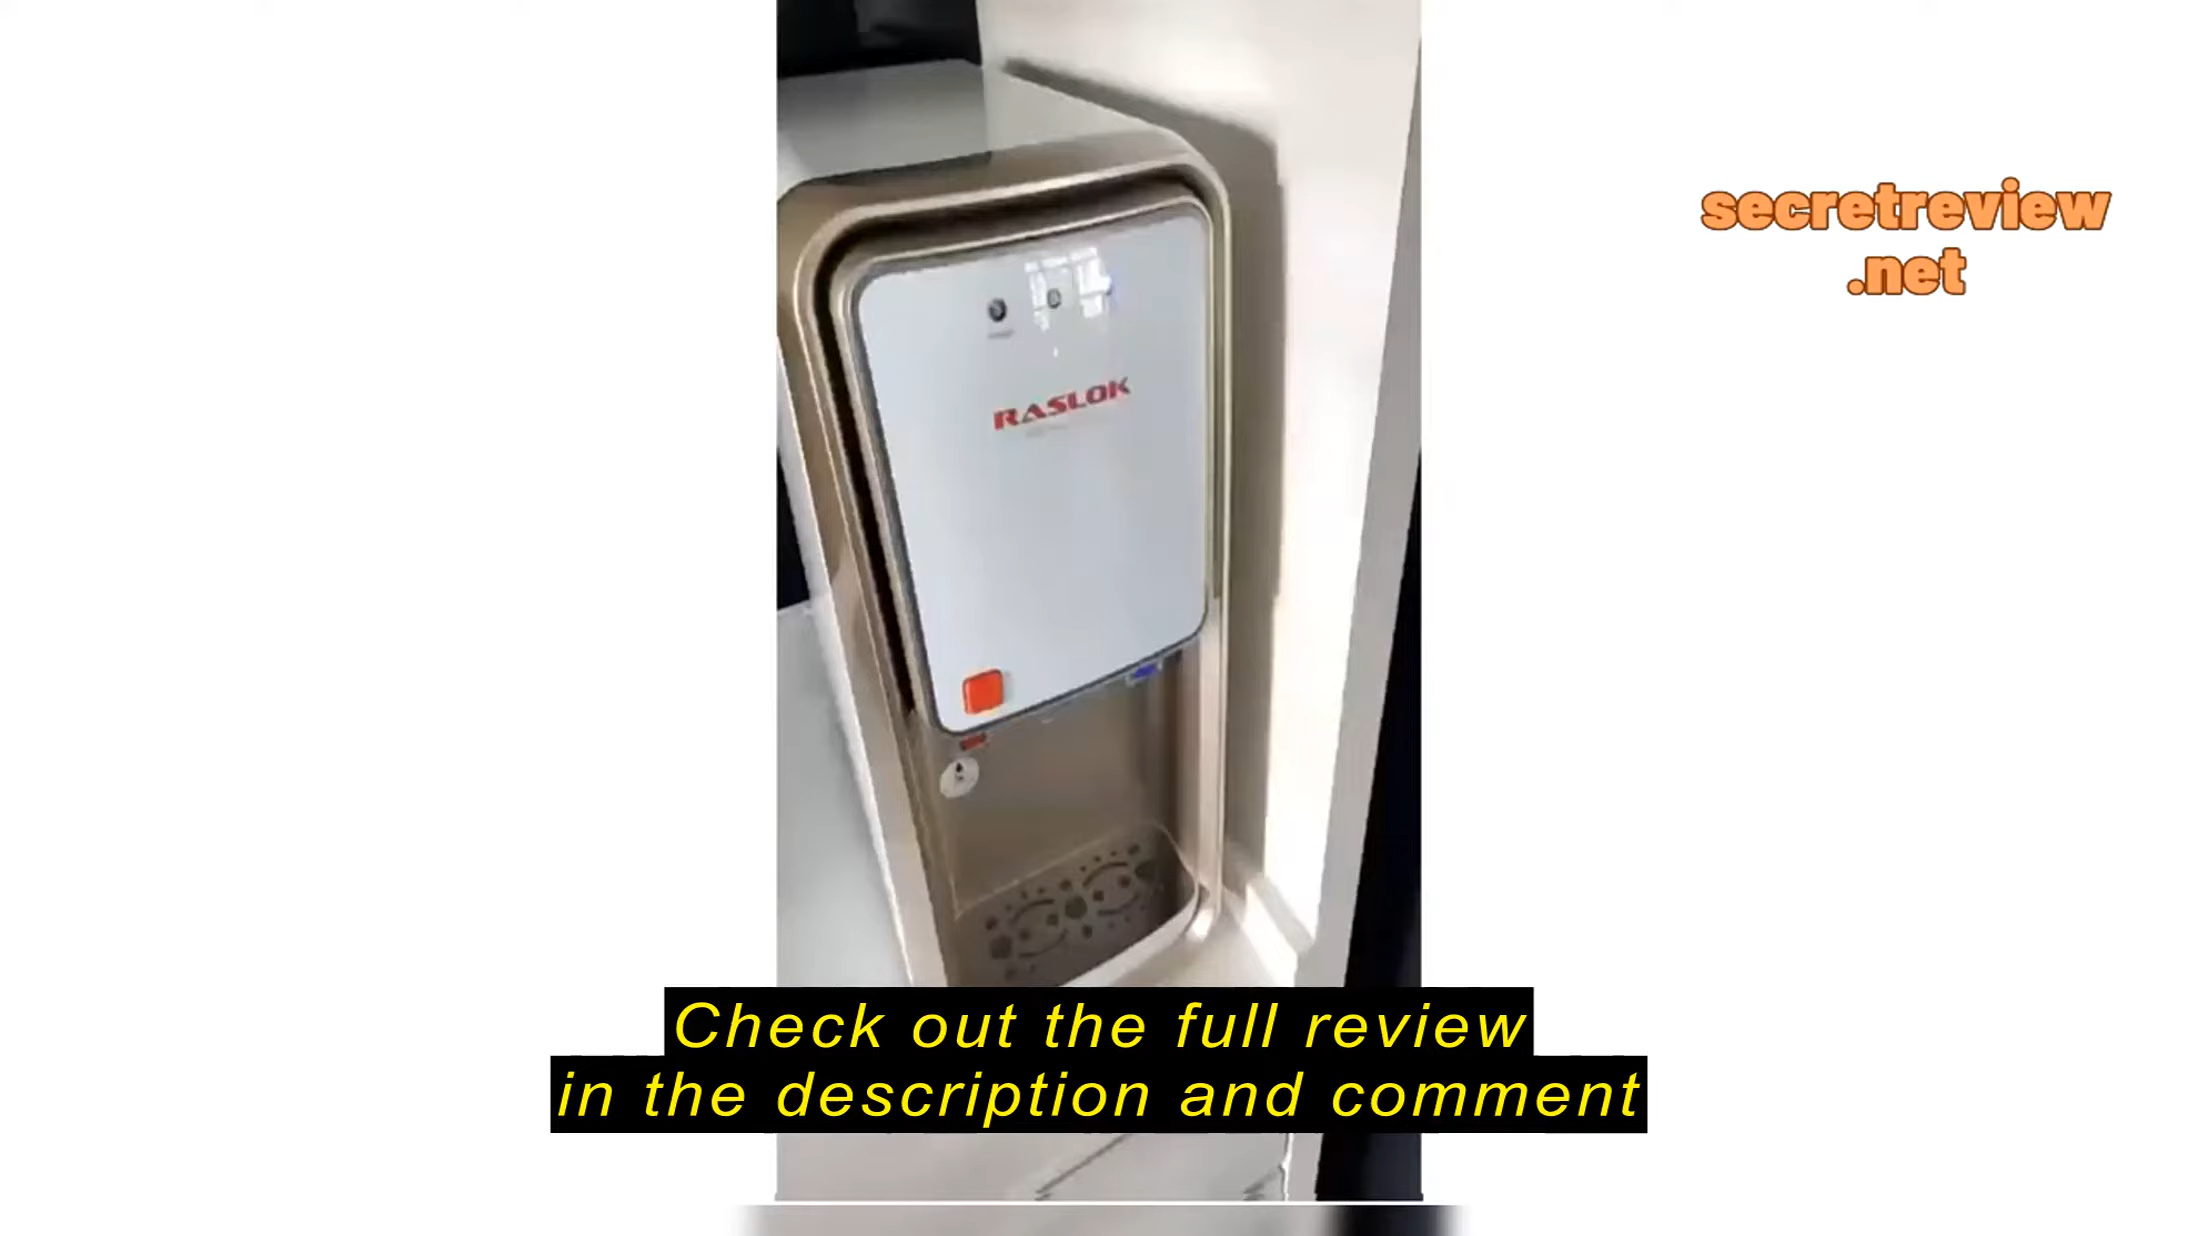 secretreview
.net
RASLOK
Check out the full review
in the description and comment